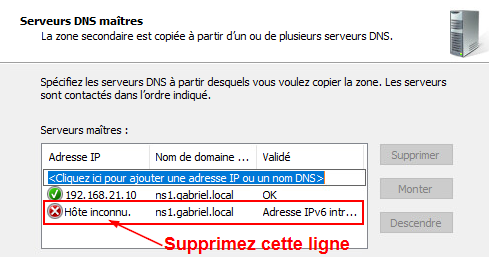 Serveurs DNS maîtres
La zone secondaire est copiée à partir d'un ou de plusieurs serveurs DNS.
Spécifiez les serveurs DNS à partir desquels vous voulez copier la zone. Les serveurs
sont contactés dans l'ordre indiqué.
Serveurs maîtres :
Adresse IP Nom de domaine ... Validé
<Cliquez ici pour ajouter une adresse IP ou un nom DNS>
192.168.21.10 ns1.gabriel.local OK
Hôte inconnu. ns1.gabriel.local Adresse IPv6 intr...
Supprimer
Monter
Descendre
Supprimez cette ligne